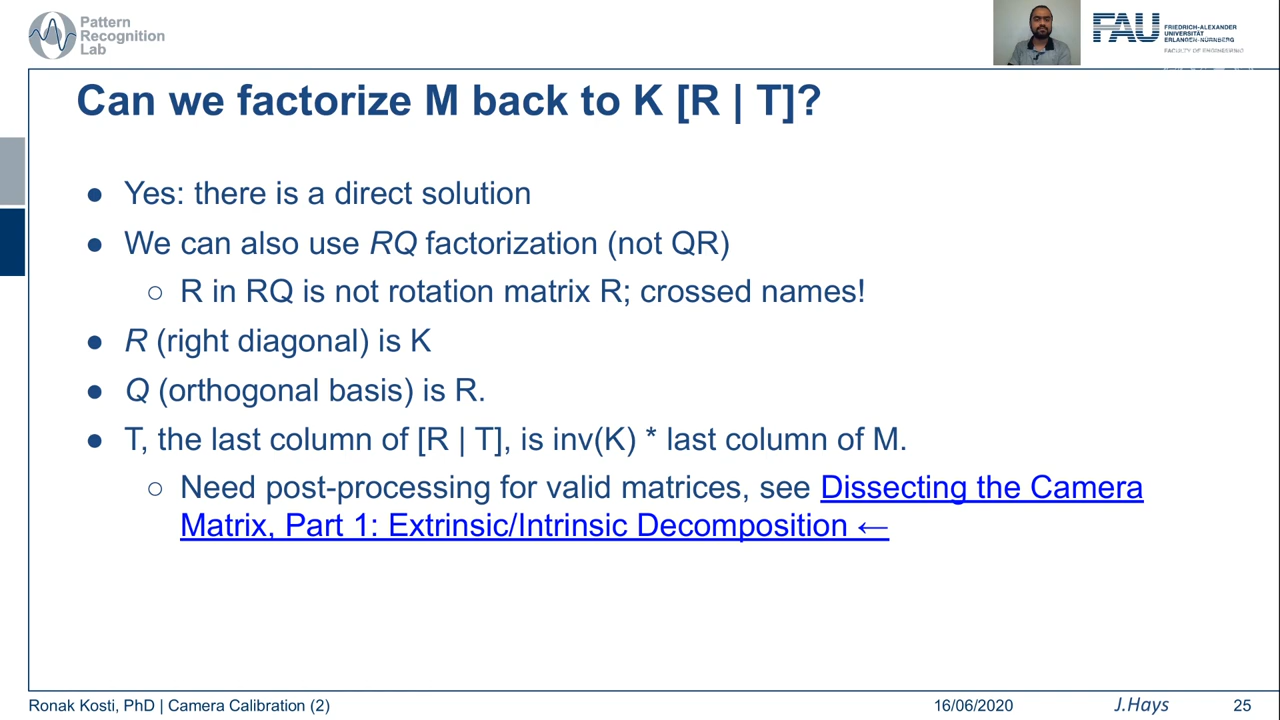 Pattern
Recognition
Lab
FAU
FRIEDRICH-ALEXANDER
UNIVERSITÄT
ERLANGEN-NÜRNBERG
FACULTY OF ENGINEERING
Can we factorize M back to K [R | T]?
● Yes: there is a direct solution
● We can also use RQ factorization (not QR)
○ R in RQ is not rotation matrix R; crossed names!
● R (right diagonal) is K
● Q (orthogonal basis) is R.
● T, the last column of [R | T], is inv(K) * last column of M.
○ Need post-processing for valid matrices, see Dissecting the Camera
Matrix, Part 1: Extrinsic/Intrinsic Decomposition ←
Ronak Kosti, PhD | Camera Calibration (2)
16/06/2020
J.Hays
25